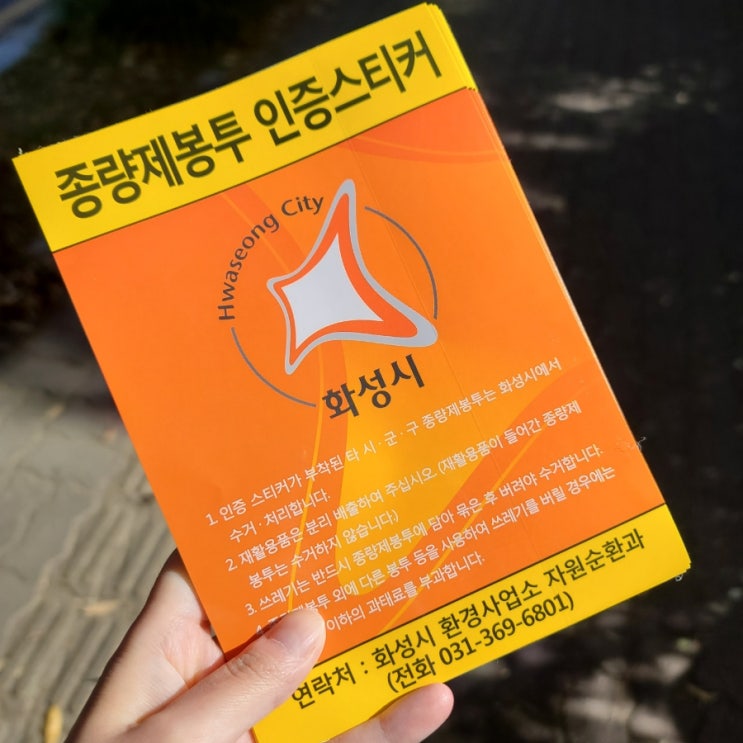 종량제봉투 인증스티커
Hwaseong City
화성시
1. 인증 스티커가 부착된 타 시·군·구 종량제봉투는 화성시에서
수거·처리합니다.
2. 재활용품은 분리 배출하여 주십시오.(재활용품이 들어간 종량제
봉투는 수거하지 않습니다.)
3. 쓰레기는 반드시 종량제봉투에 담아 묶은 후 버려야 수거합니다.
봉투 외에 다른 봉투 등을 사용하여 쓰레기를 버릴 경우에는
이하의 과태료를 부과합니다.
연락처 : 화성시 환경사업소 자원순환과
(전화 031-369-6801)